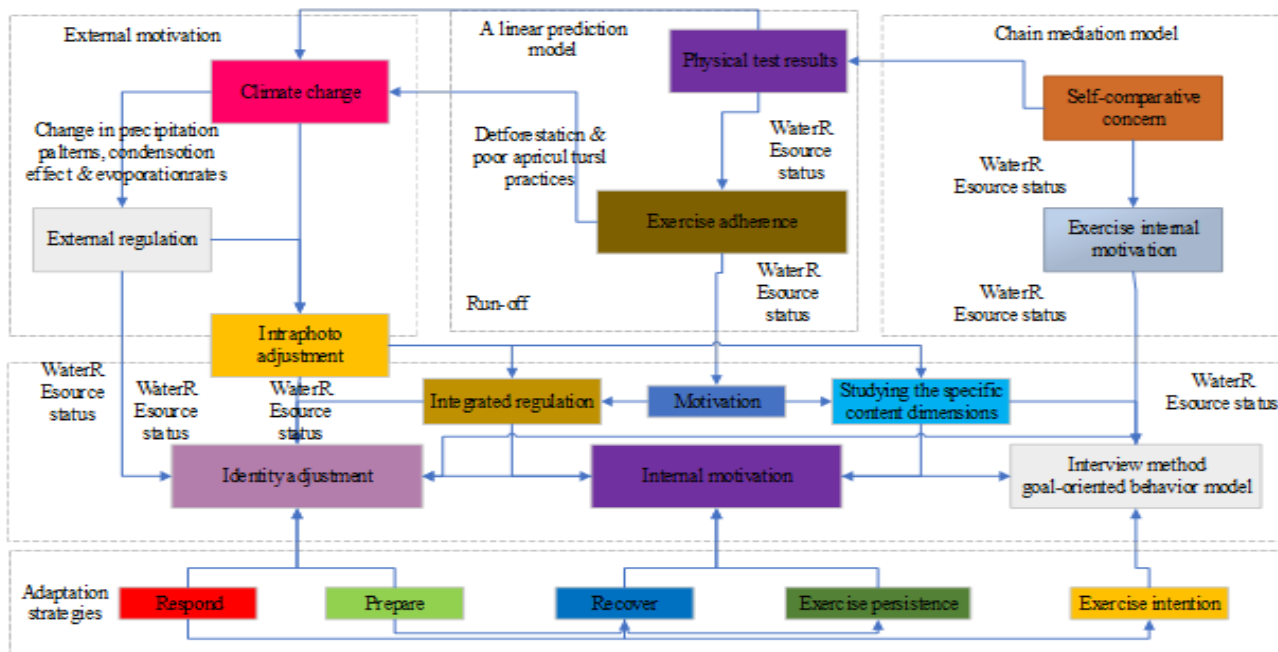 External motivation
A linear prediction
model
Chain mediation model
Climate change
Physical test results
Self-comparative
concern
Change in precipitation
palterns, condensotion
effect & evoporationrates
Detforestation &
poor apricul tursl
practices
WaterR
Esource
status
WaterR
Esource status
External regulation
Exercise adherence
Exercise internal
motivation
WaterR
Esource
status
WaterR
Esource status
Run-off
Intraphoto
adjustment
WaterR
Esource
status
WaterR
Esource
status
WaterR
Esource
status
Integrated regulation
Motivation
Studying the specific
content dimensions
WaterR
Esource status
Identity adjustment
Internal motivation
Interview method
goal-oriented behavior model
Adaptation
strategies
Respond
Prepare
Recover
Exercise persistence
Exercise intention